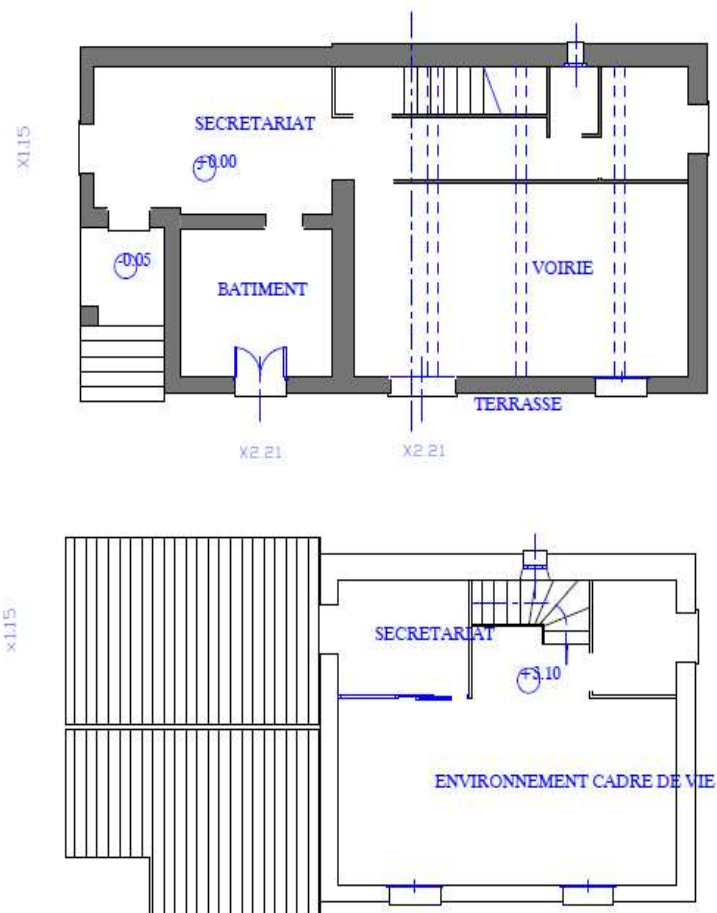 SECRETARIAT
X1.15
+0.00
-0.05
BATIMENT
VOIRIE
TERRASSE
X2.21
X2.21
x1.15
SECRETARIAT
+3.10
ENVIRONNEMENT CADRE DE VIE